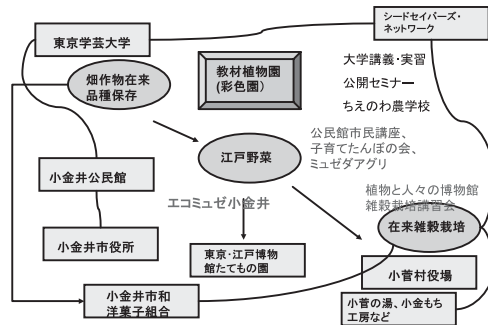 シードセイバーズ・
ネットワーク
東京学芸大学
大学講義・実習
公開セミナー
ちえのわ農学校
教材植物園
(彩色園)
畑作物在来
品種保存
公民館市民講座、
子育てたんぽの会、
ミュゼダアグリ
江戸野菜
小金井公民館
植物と人々の博物館
雑穀栽培講習会
エコミュゼ小金井
在来雑穀栽培
小金井市役所
東京・江戸博物
館たてもの園
小菅村役場
小金井市和
洋菓子組合
小菅の湯、小金もち
工房など